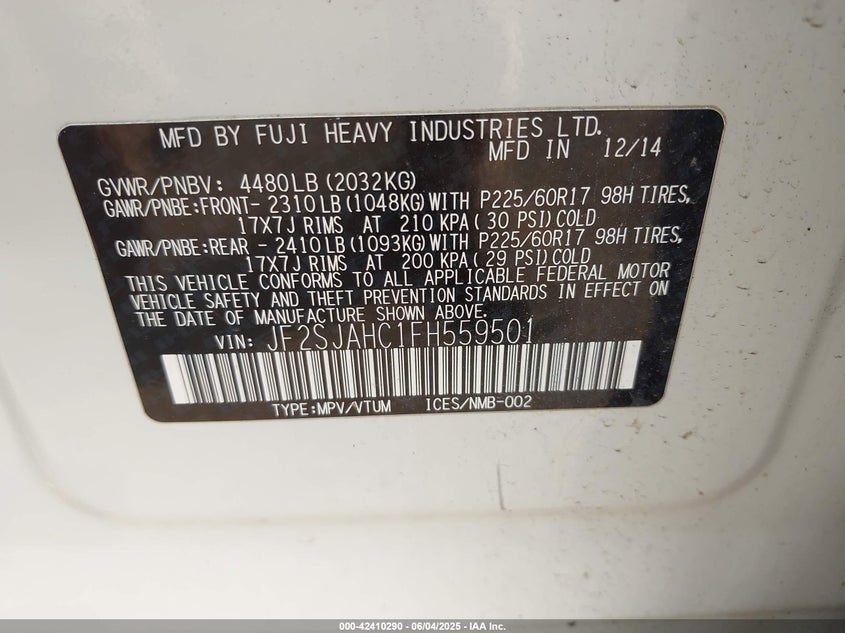 MFD BY FUJI HEAVY INDUSTRIES LTD.
MFD IN 12/14
GVWR/PNBV: 4480LB (2032KG)
GAWR/PNBE:FRONT- 2310LB (1048KG) WITH P225/60R17 98H TIRES,
17X7J RIMS AT 210 KPA ( 30 PSI) COLD
GAWR/PNBE:REAR - 2410LB (1093KG) WITH P225/60R17 98H TIRES,
17X7J RIMS AT 200 KPA ( 29 PSI) COLD
THIS VEHICLE CONFORMS TO ALL APPLICABLE FEDERAL MOTOR
VEHICLE SAFETY AND THEFT PREVENTION STANDARDS IN EFFECT ON
THE DATE OF MANUFACTURE SHOWN ABOVE.
VIN: JF2SJAHC1FH559501
TYPE:MPV/VTUM ICES/NMB-002
000-42410290 - 06/04/2025 - IAA Inc.